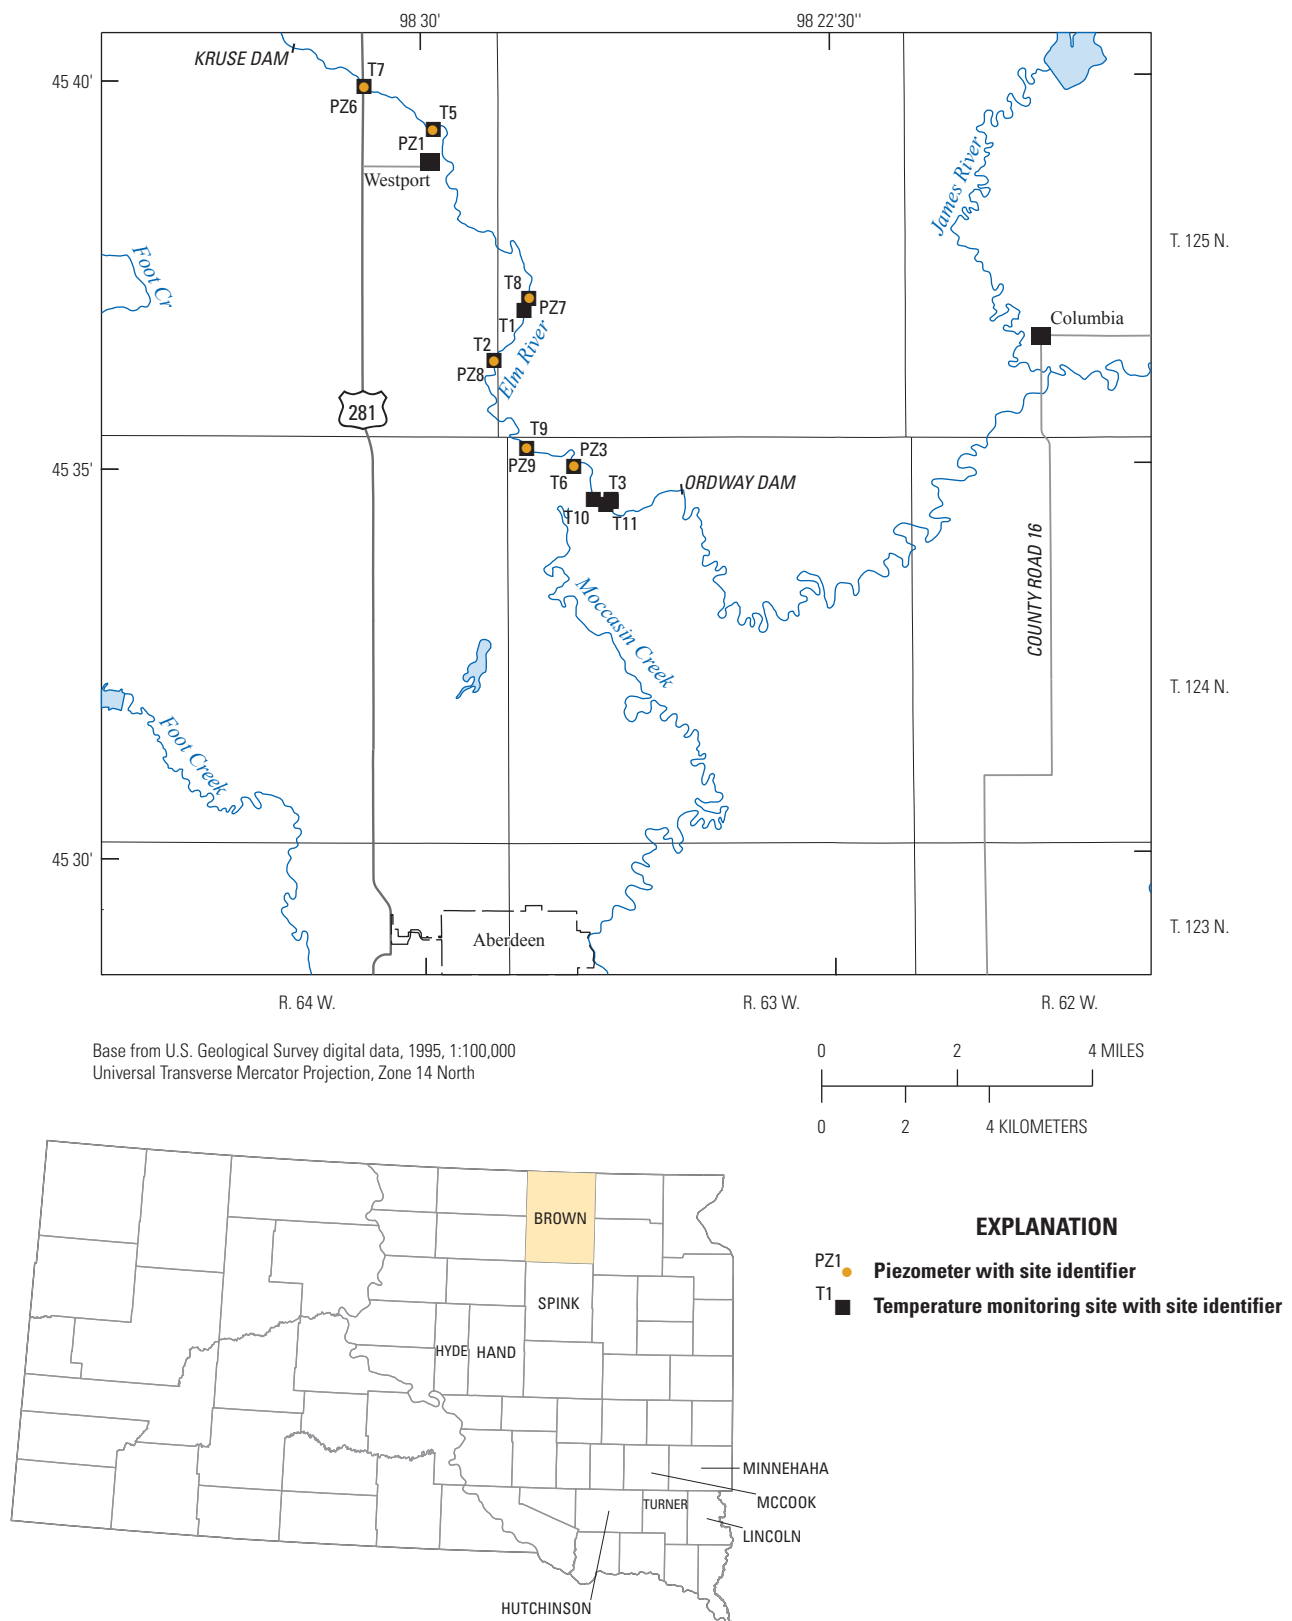 98 30'
98 22'30"
KRUSE DAM
45 40'
T7
PZ6
T5
PZ1
Westport
James River
T. 125 N.
Foot Cr
T8
PZ7
T1
Columbia
T2
PZ8
Elm River
281
T9
PZ9
PZ3
T6
45 35'
T3
T10
T11
ORDWAY DAM
COUNTY ROAD 16
Moccasin Creek
T. 124 N.
Foot Creek
45 30'
Aberdeen
T. 123 N.
R. 64 W.
R. 63 W.
R. 62 W.
Base from U.S. Geological Survey digital data, 1995, 1:100,000
Universal Transverse Mercator Projection, Zone 14 North
0 2 4 MILES
0 2 4 KILOMETERS
BROWN
SPINK
HYDE
HAND
MINNEHAHA
MCCOOK
TURNER
LINCOLN
HUTCHINSON
EXPLANATION
PZ1 Piezometer with site identifier
T1 Temperature monitoring site with site identifier